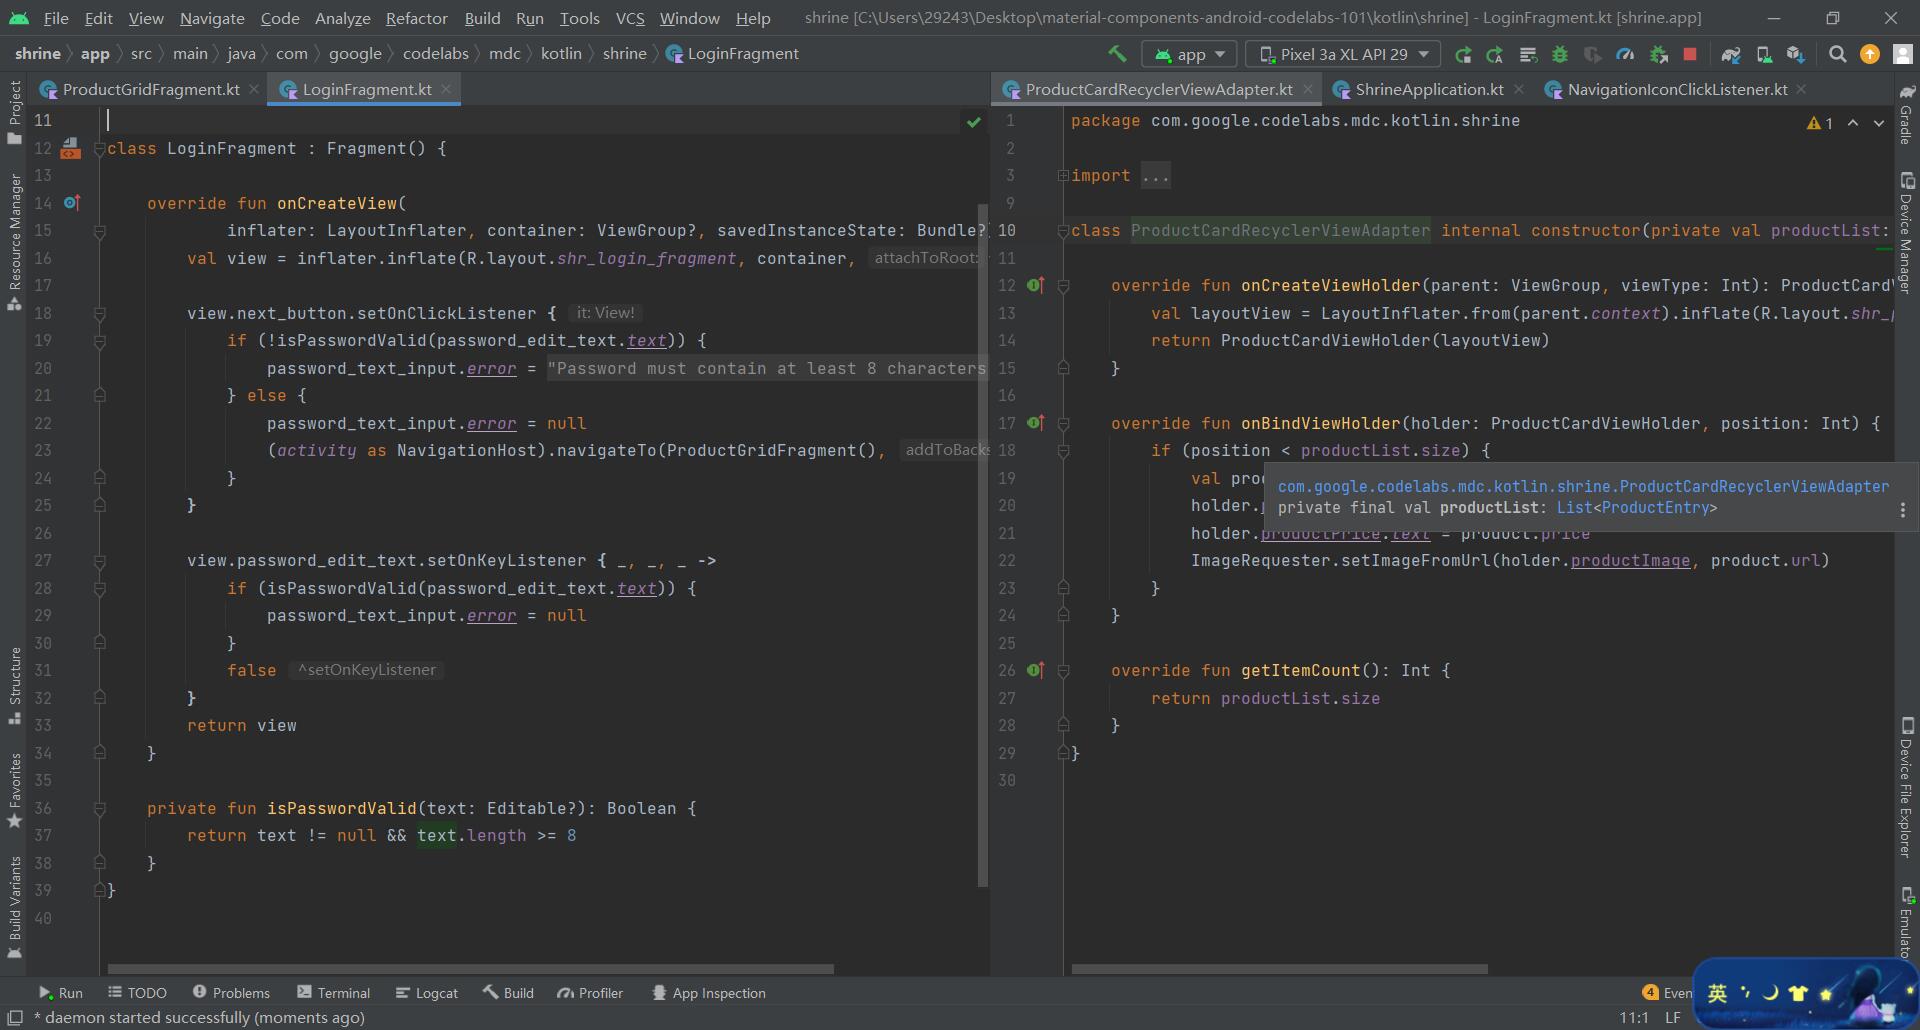 File Edit View Navigate Code Analyze Refactor Build Run Tools VCS Window Help shrine [C:\Users\29243\Desktop\material-components-android-codelabs-101\kotlin\shrine] - LoginFragment.kt [shrine.app]
shrine app src main java com google codelabs mdc kotlin shrine LoginFragment app Pixel 3a XL API 29
ProductGridFragment.kt LoginFragment.kt
11
12 class LoginFragment : Fragment() {
13
14 override fun onCreateView(
15 inflater: LayoutInflater, container: ViewGroup?, savedInstanceState: Bundle?
16 val view = inflater.inflate(R.layout.shr_login_fragment, container, attachToRoot:
17
18 view.next_button.setOnClickListener { it: View!
19 if (!isPasswordValid(password_edit_text.text)) {
20 password_text_input.error = "Password must contain at least 8 characters
21 } else {
22 password_text_input.error = null
23 (activity as NavigationHost).navigateTo(ProductGridFragment(), addToBacks
24 }
25 }
26
27 view.password_edit_text.setOnKeyListener { _, _, _ ->
28 if (isPasswordValid(password_edit_text.text)) {
29 password_text_input.error = null
30 }
31 false ^setOnKeyListener
32 }
33 return view
34 }
35
36 private fun isPasswordValid(text: Editable?): Boolean {
37 return text != null && text.length >= 8
38 }
39 }
40
ProductCardRecyclerViewAdapter.kt ShrineApplication.kt NavigationIconClickListener.kt
1 package com.google.codelabs.mdc.kotlin.shrine
1
2
3 import ...
9
10 class ProductCardRecyclerViewAdapter internal constructor(private val productList:
11
12 override fun onCreateViewHolder(parent: ViewGroup, viewType: Int): ProductCardV
13 val layoutView = LayoutInflater.from(parent.context).inflate(R.layout.shr_p
14 return ProductCardViewHolder(layoutView)
15 }
16
17 override fun onBindViewHolder(holder: ProductCardViewHolder, position: Int) {
18 if (position < productList.size) {
19 val pro
com.google.codelabs.mdc.kotlin.shrine.ProductCardRecyclerViewAdapter
20 holder.
private final val productList: List<ProductEntry>
21 holder.productPrice.text = product.price
22 ImageRequester.setImageFromUrl(holder.productImage, product.url)
23 }
24 }
25
26 override fun getItemCount(): Int {
27 return productList.size
28 }
29 }
30
Project
Resource Manager
Structure
Favorites
Build Variants
Gradle
Device Manager
Device File Explorer
Emulato
Run TODO Problems Terminal Logcat Build Profiler App Inspection 4 Even
英
* daemon started successfully (moments ago) 11:1 LF